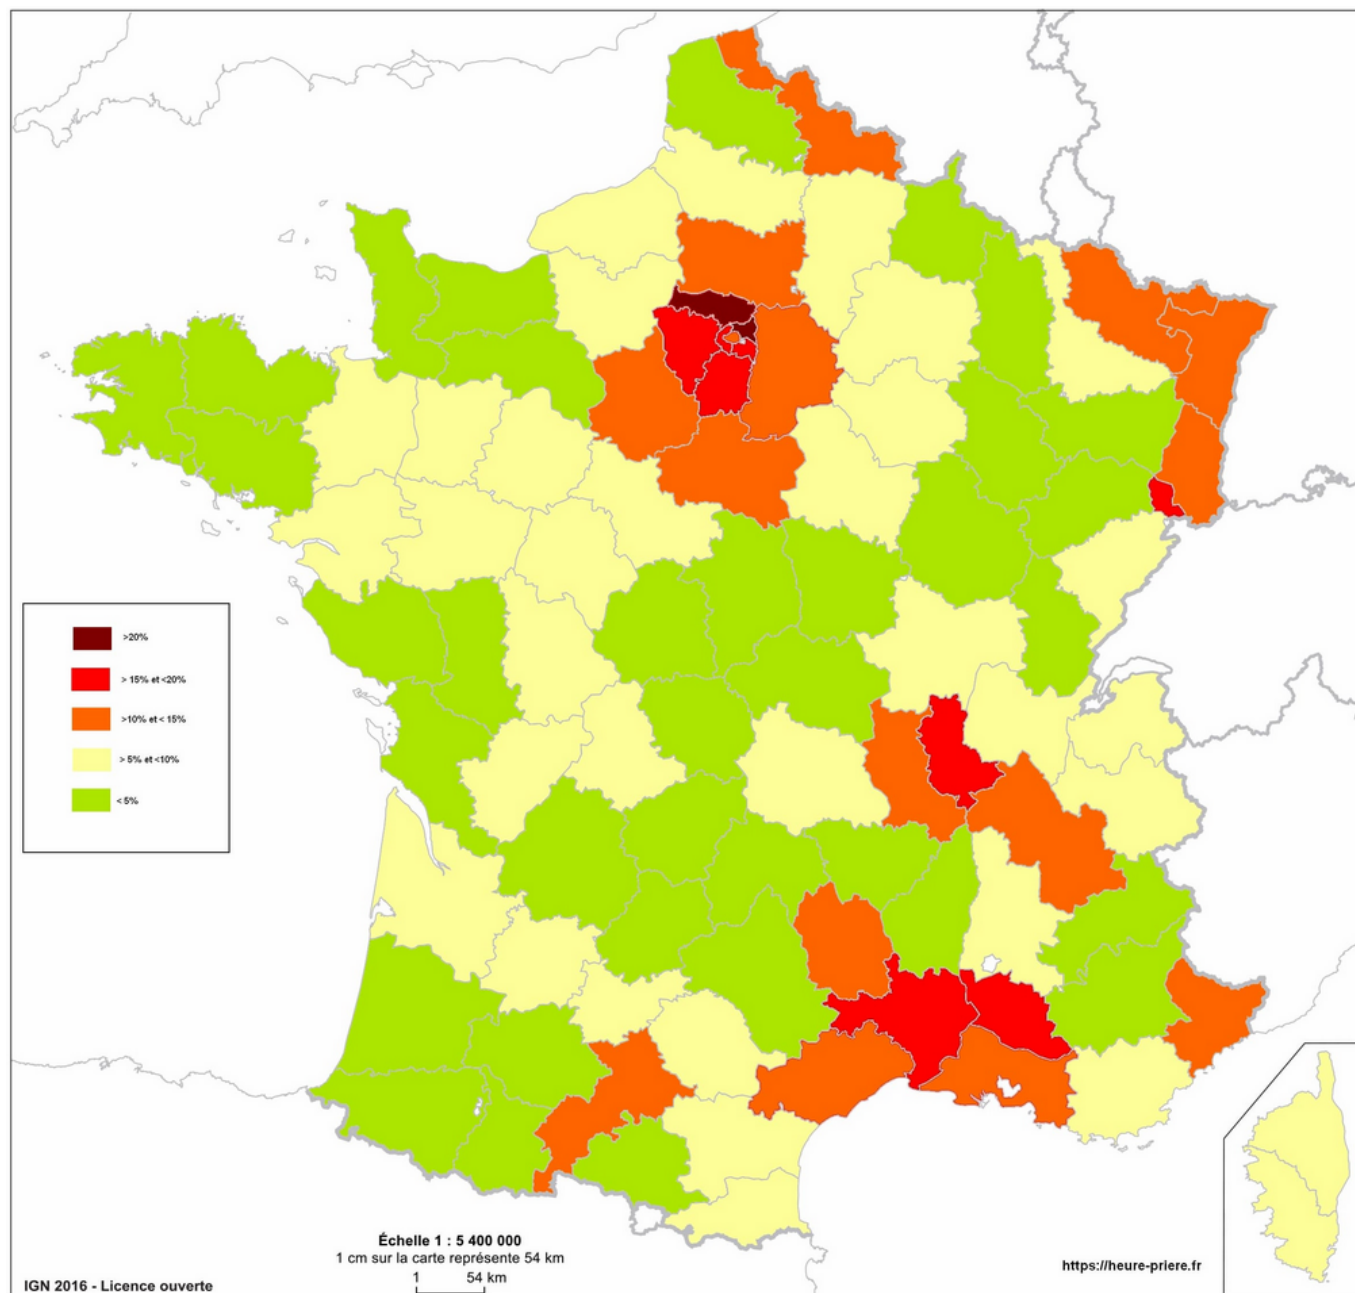 >20%
> 15% et <20%
>10% et < 15%
> 5% et <10%
< 5%
Échelle 1 : 5 400 000
1 cm sur la carte représente 54 km
1 54 km
https://heure-priere.fr
IGN 2016 - Licence ouverte